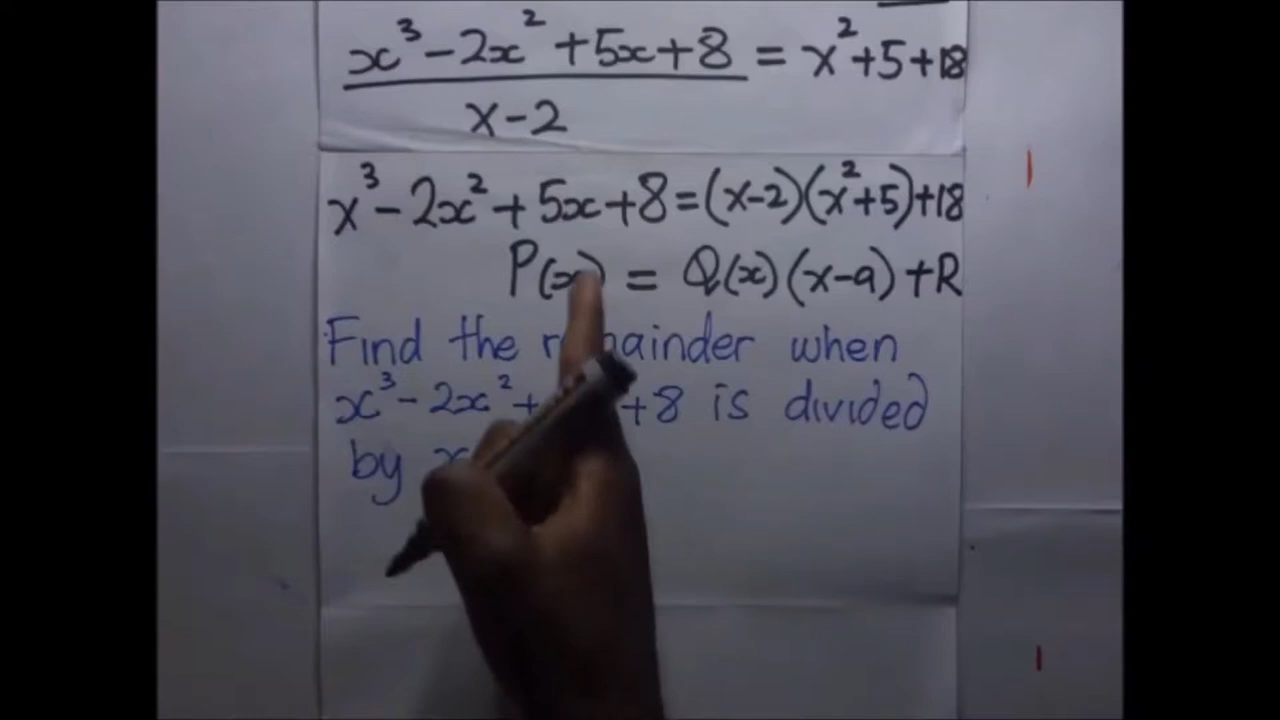 x³ - 2x² + 5x + 8 = x² + 5 + 18
x - 2
x³ - 2x² + 5x + 8 = (x-2)(x²+5)+18
P(x) = Q(x)(x-a)+R
Find the remainder when
x³ - 2x² + + 8 is divided
by x